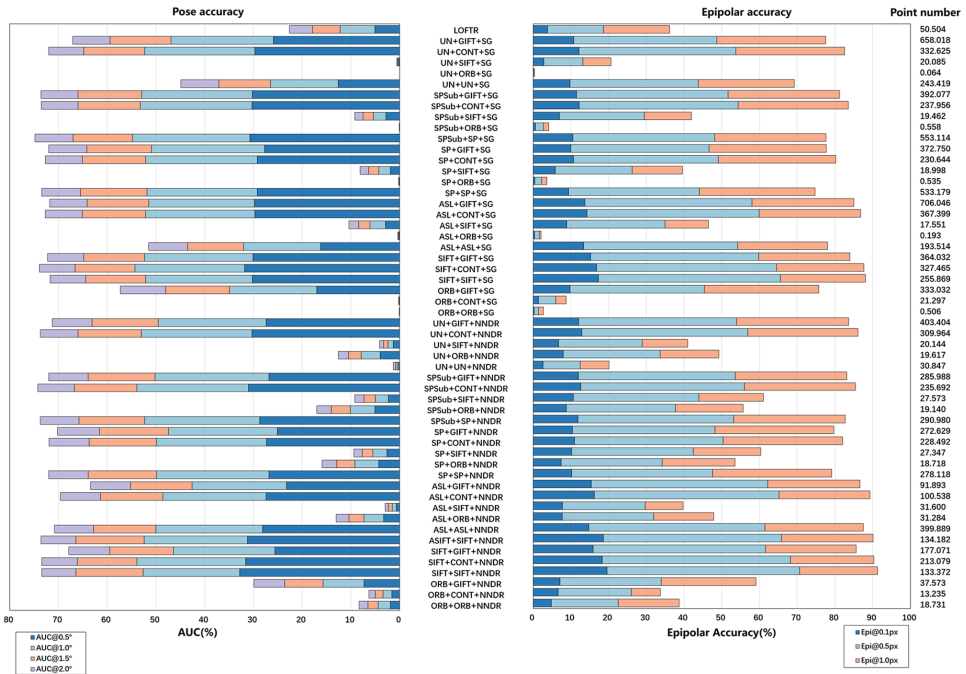 Pose accuracy Epipolar accuracy Point number
LOFTR 50.504
UN+GIFT+SG 658.018
UN+CONT+SG 332.625
UN+SIFT+SG 20.085
UN+ORB+SG 0.064
UN+UN+SG 243.419
SPSub+GIFT+SG 392.077
SPSub+CONT+SG 237.956
SPSub+SIFT+SG 19.462
SPSub+ORB+SG 0.558
SPSub+SP+SG 553.114
SP+GIFT+SG 372.750
SP+CONT+SG 230.644
SP+SIFT+SG 18.998
SP+ORB+SG 0.535
SP+SP+SG 533.179
ASL+GIFT+SG 706.046
ASL+CONT+SG 367.399
ASL+SIFT+SG 17.551
ASL+ORB+SG 0.193
ASL+ASL+SG 193.514
SIFT+GIFT+SG 364.032
SIFT+CONT+SG 327.465
SIFT+SIFT+SG 255.869
ORB+GIFT+SG 333.032
ORB+CONT+SG 21.297
ORB+ORB+SG 0.506
UN+GIFT+NNDR 403.404
UN+CONT+NNDR 309.964
UN+SIFT+NNDR 20.144
UN+ORB+NNDR 19.617
UN+UN+NNDR 30.847
SPSub+GIFT+NNDR 285.988
SPSub+CONT+NNDR 235.692
SPSub+SIFT+NNDR 27.573
SPSub+ORB+NNDR 19.140
SPSub+SP+NNDR 290.980
SP+GIFT+NNDR 272.629
SP+CONT+NNDR 228.492
SP+SIFT+NNDR 27.347
SP+ORB+NNDR 18.718
SP+SP+NNDR 278.118
ASL+GIFT+NNDR 91.893
ASL+CONT+NNDR 100.538
ASL+SIFT+NNDR 31.600
ASL+ORB+NNDR 31.284
ASL+ASL+NNDR 399.889
ASIFT+SIFT+NNDR 134.182
SIFT+GIFT+NNDR 177.071
SIFT+CONT+NNDR 213.079
SIFT+SIFT+NNDR 133.372
ORB+GIFT+NNDR 37.573
ORB+CONT+NNDR 13.235
ORB+ORB+NNDR 18.731
80 70 60 50 40 30 20 10 0 0 10 20 30 40 50 60 70 80 90 100
AUC(%) Epipolar Accuracy(%)
AUC@0.5°
AUC@1.0°
AUC@1.5°
AUC@2.0°
Epi@0.1px
Epi@0.5px
Epi@1.0px